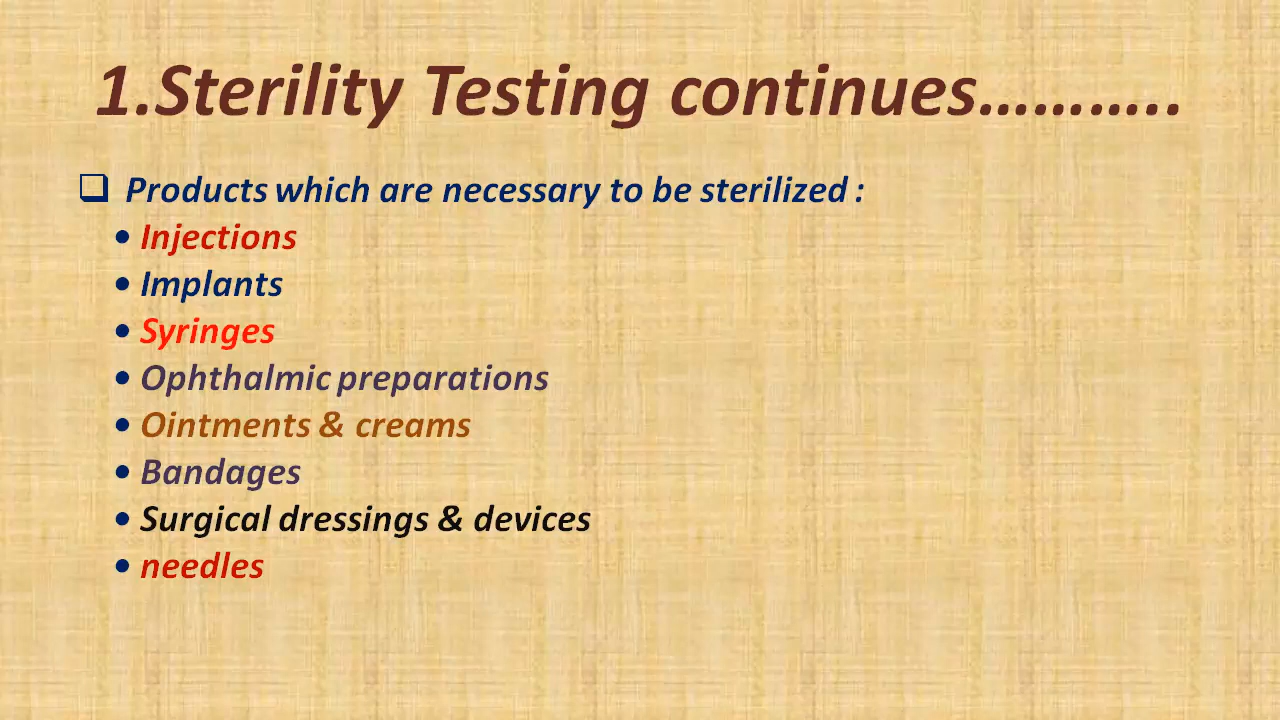 1.Sterility Testing continues………..
❑ Products which are necessary to be sterilized :
• Injections
• Implants
• Syringes
• Ophthalmic preparations
• Ointments & creams
• Bandages
• Surgical dressings & devices
• needles